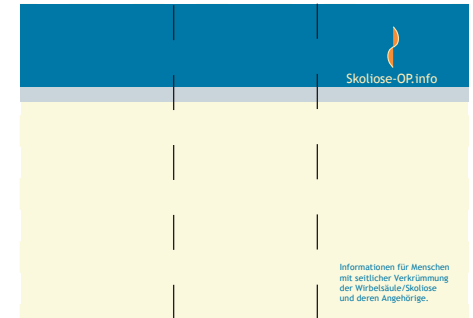 Skoliose-OP.info
Informationen für Menschen
mit seitlicher Verkrümmung
der Wirbelsäule/Skoliose
und deren Angehörige.